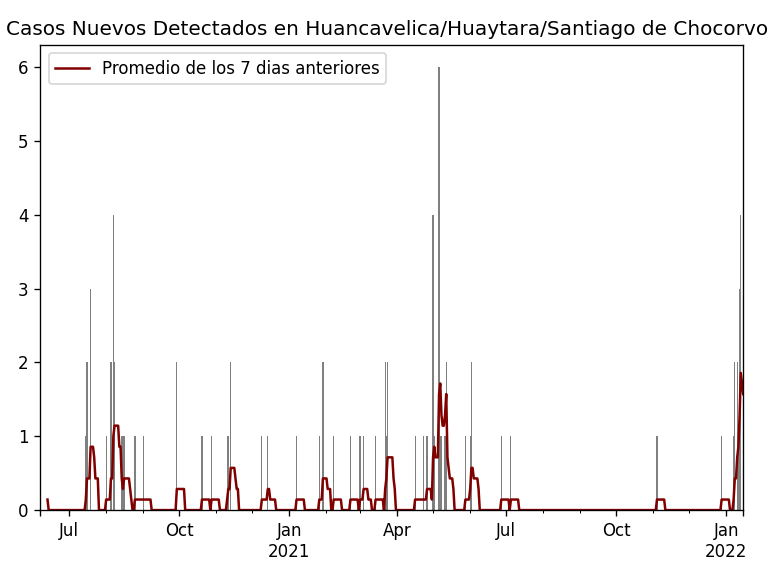 Casos Nuevos Detectados en Huancavelica/Huaytara/Santiago de Chocorvo
Promedio de los 7 dias anteriores
6
5
4
3
2
1
0
Jul Oct Jan Apr Jul Oct Jan
2021 2022